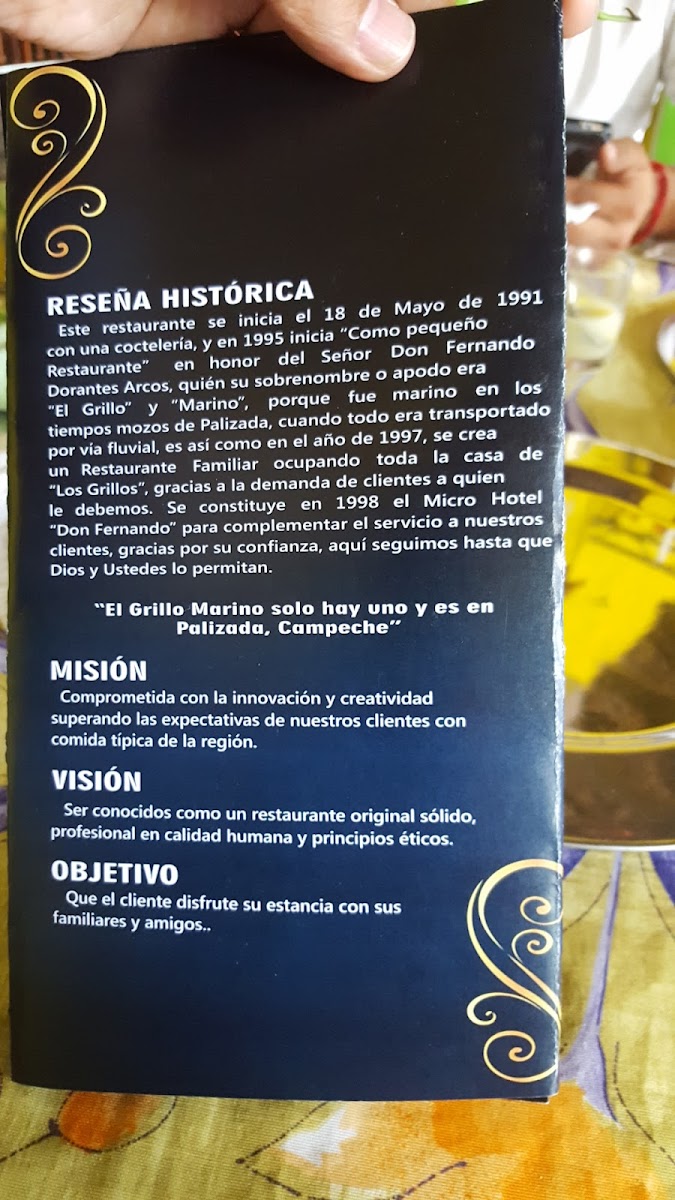 RESEÑA HISTÓRICA
Este restaurante se inicia el 18 de Mayo de 1991
con una coctelería, y en 1995 inicia “Como pequeño
Restaurante” en honor del Señor Don Fernando
Dorantes Arcos, quién su sobrenombre o apodo era
“El Grillo” y “Marino”, porque fue marino en los
tiempos mozos de Palizada, cuando todo era transportado
por vía fluvial, es así como en el año de 1997, se crea
un Restaurante Familiar ocupando toda la casa de
“Los Grillos”, gracias a la demanda de clientes a quien
le debemos. Se constituye en 1998 el Micro Hotel
“Don Fernando” para complementar el servicio a nuestros
clientes, gracias por su confianza, aquí seguimos hasta que
Dios y Ustedes lo permitan.
“El Grillo Marino solo hay uno y es en
Palizada, Campeche”
MISIÓN
Comprometida con la innovación y creatividad
superando las expectativas de nuestros clientes con
comida típica de la región.
VISIÓN
Ser conocidos como un restaurante original sólido,
profesional en calidad humana y principios éticos.
OBJETIVO
Que el cliente disfrute su estancia con sus
familiares y amigos..